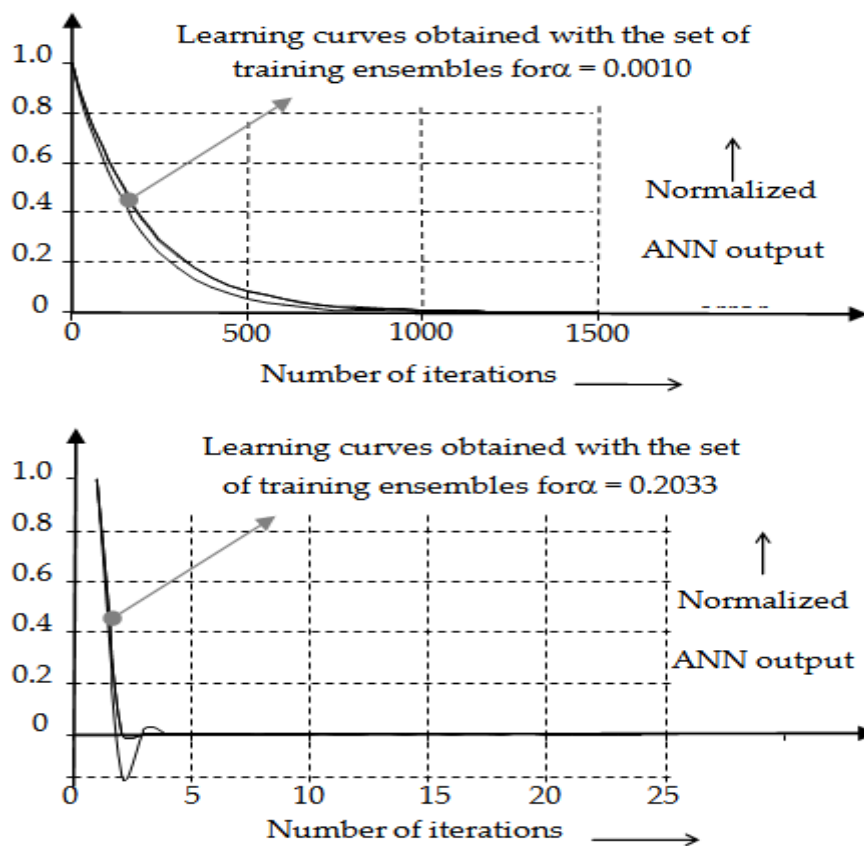 Learning curves obtained with the set of
training ensembles forα = 0.0010
1.0
0.8
0.6
0.4
0.2
0
Normalized
ANN output
0
500
1000
1500
Number of iterations
Learning curves obtained with the set
of training ensembles forα = 0.2033
1.0
0.8
0.6
0.4
0.2
0
Normalized
ANN output
0
5
10
15
20
25
Number of iterations